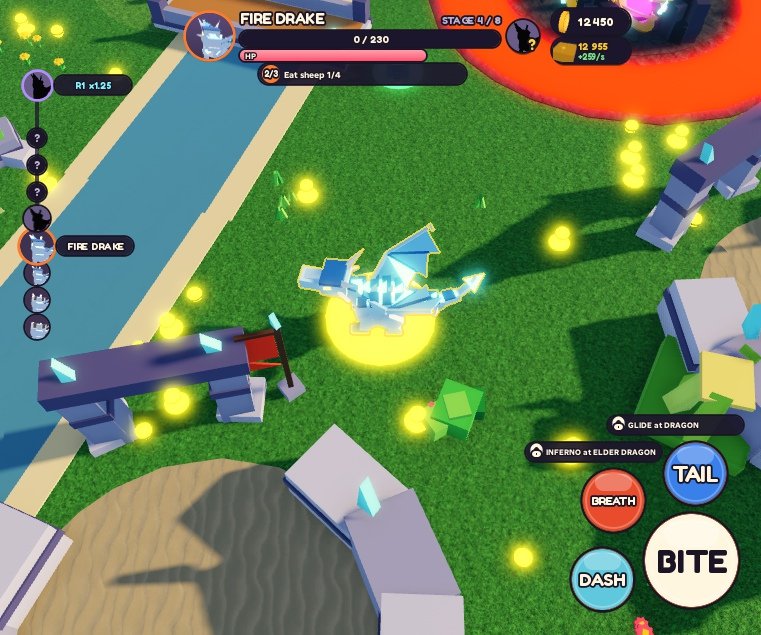 FIRE DRAKE
STAGE 4 / 8
0 / 230
HP
2/3 Eat sheep 1/4
?
12 450
12 955
+259/s
R1 x1.25
?
?
?
FIRE DRAKE
GLIDE at DRAGON
INFERNO at ELDER DRAGON
TAIL
BREATH
BITE
DASH